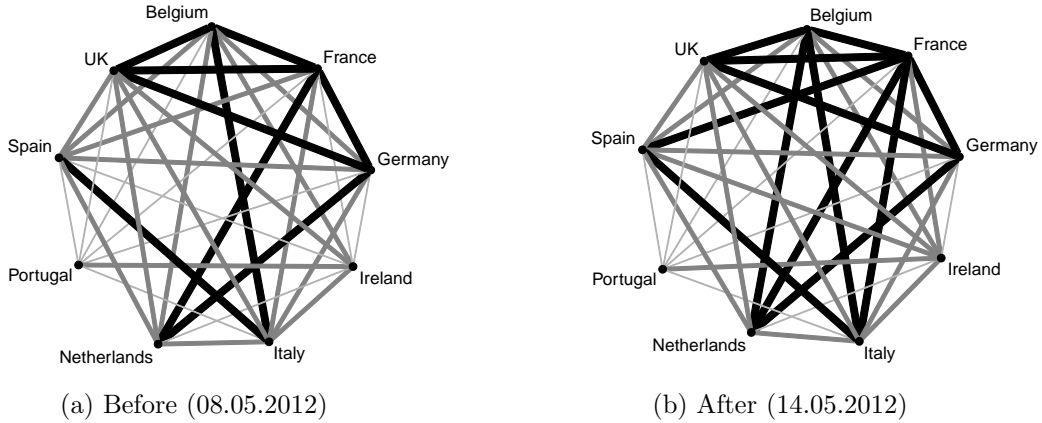 Belgium
UK
France
Spain
Germany
Portugal
Ireland
Netherlands
Italy
(a) Before (08.05.2012)
Belgium
UK
France
Spain
Germany
Portugal
Ireland
Netherlands
Italy
(b) After (14.05.2012)